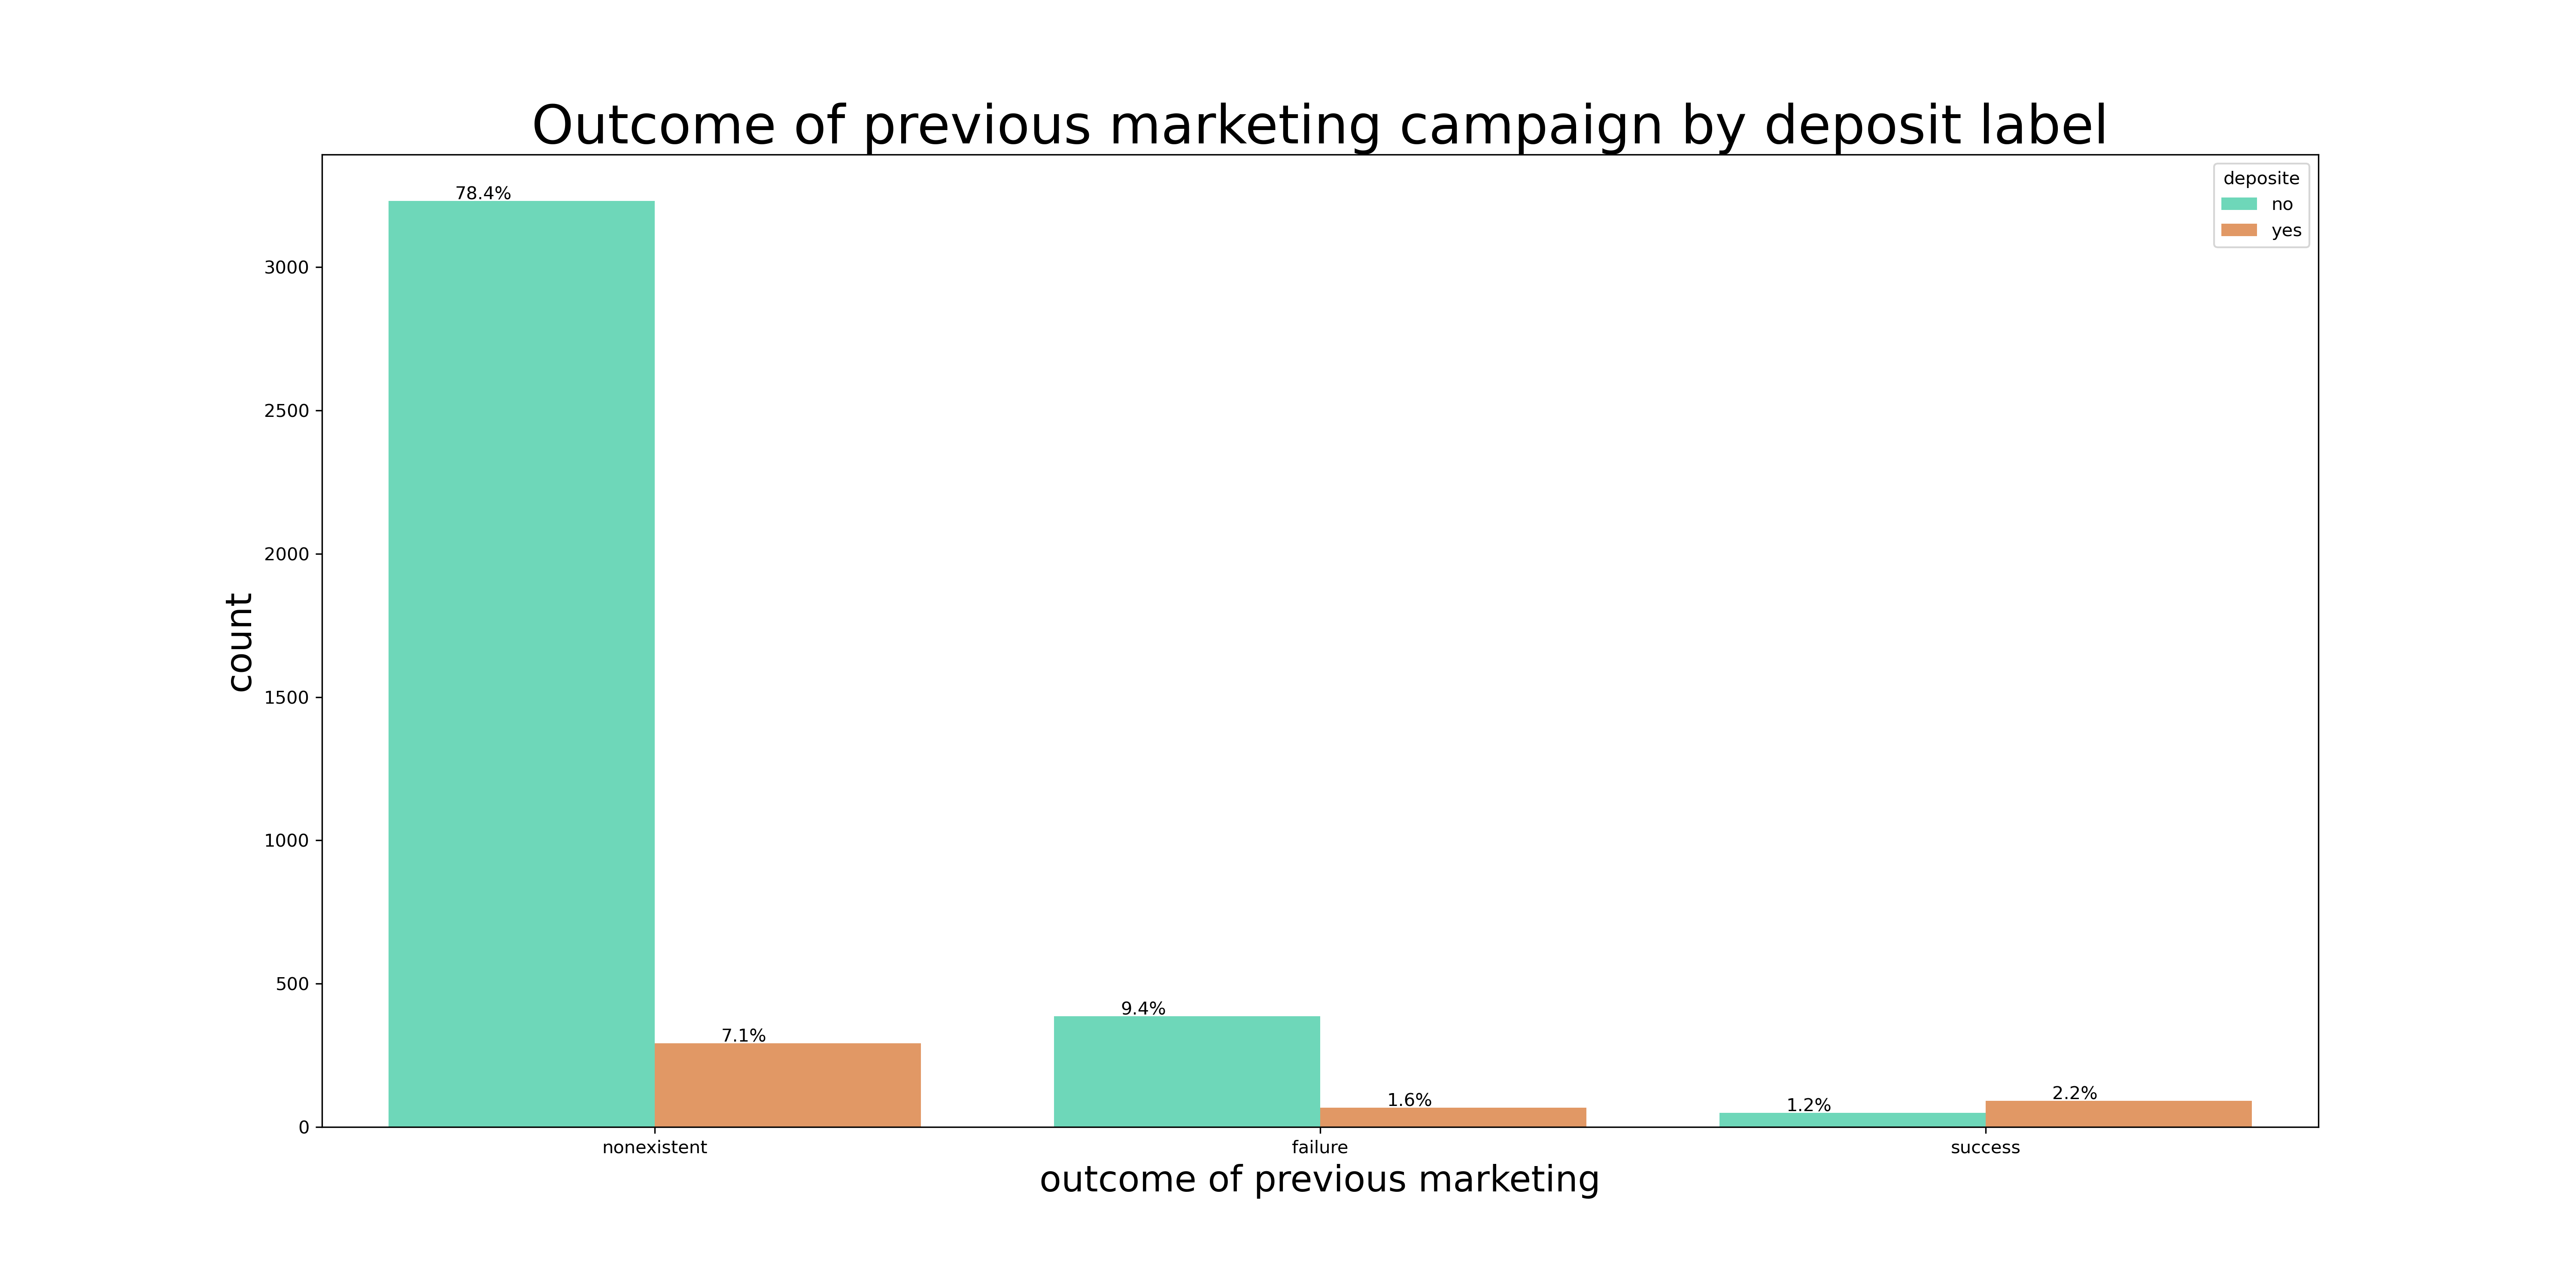 Outcome of previous marketing campaign by deposit label
deposite
no
yes
78.4%
7.1%
9.4%
1.6%
1.2%
2.2%
3000
2500
2000
1500
1000
500
0
count
nonexistent
failure
success
outcome of previous marketing